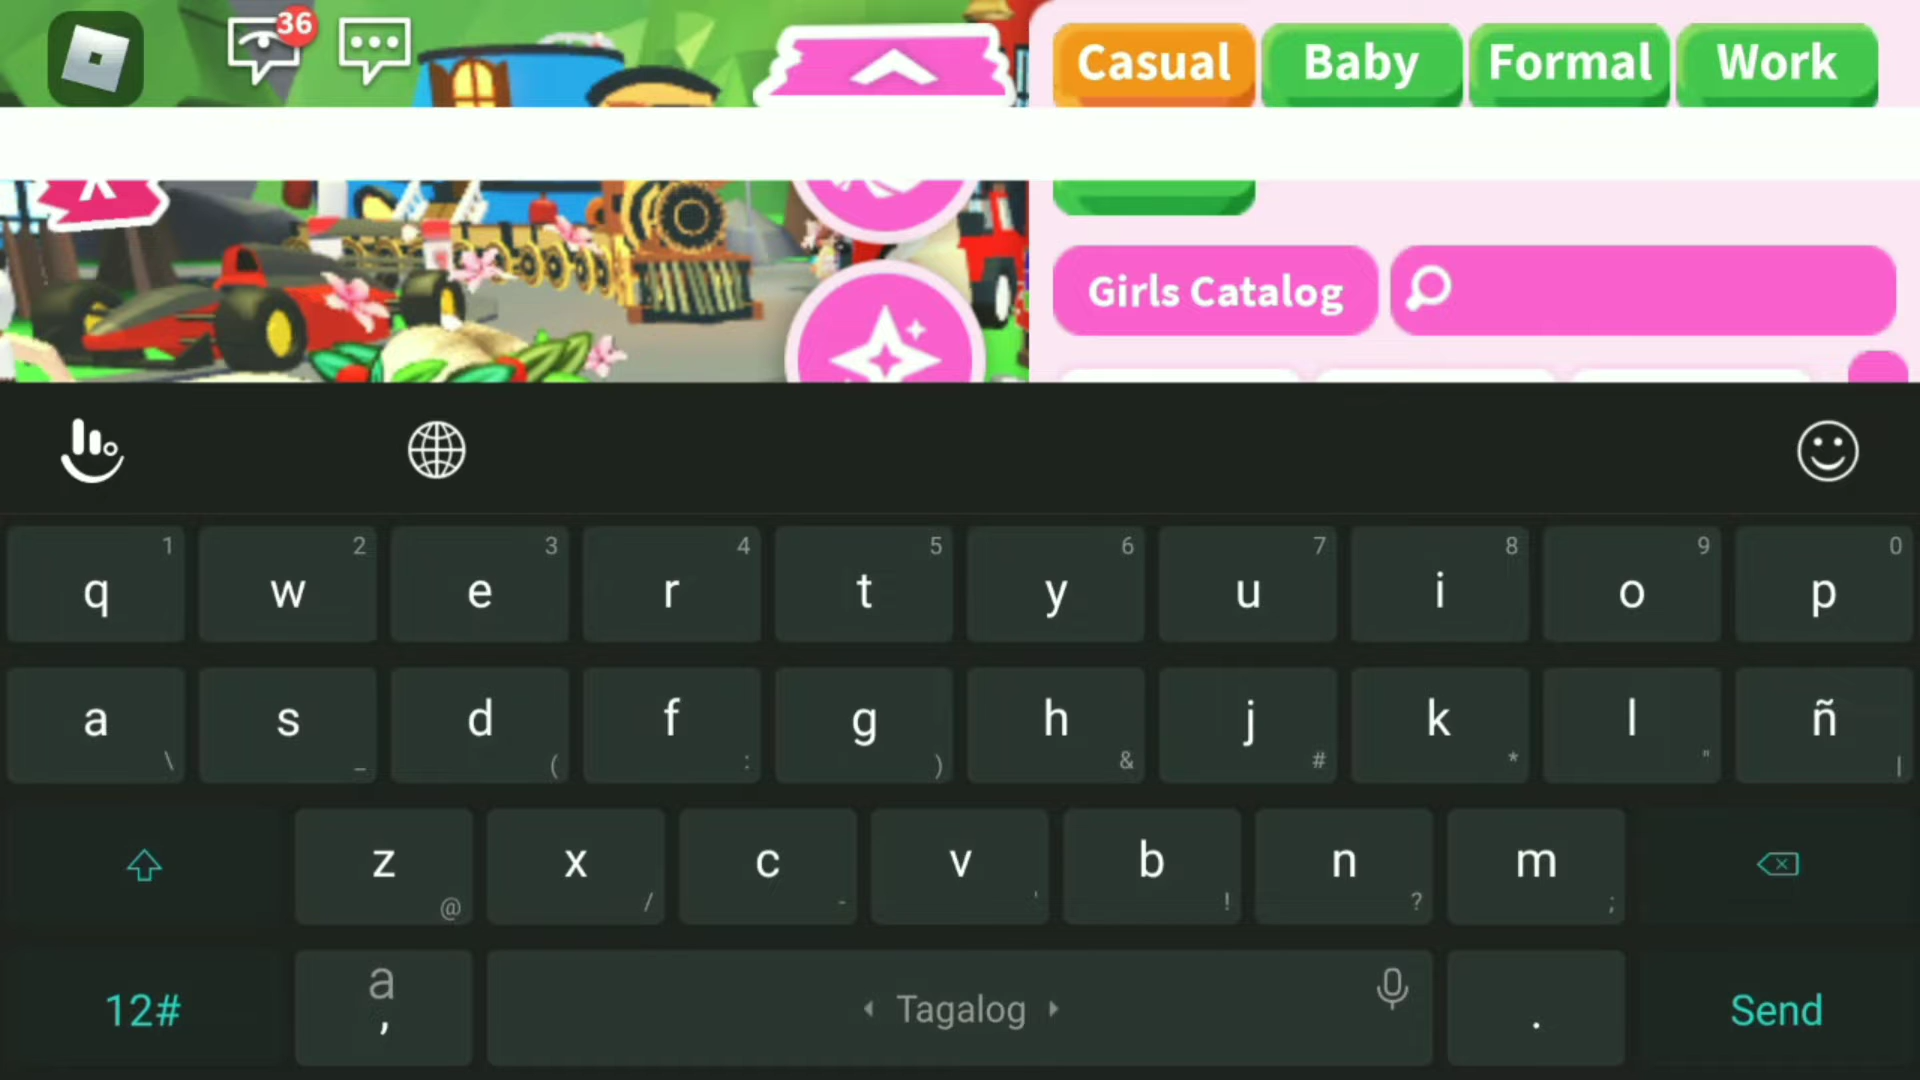 36
Casual Baby Formal Work
Girls Catalog
1 2 3 4 5 6 7 8 9 0
q w e r t y u i o p
a s d f g h j k l ñ
\ _ ( : ) & # * " |
z x c v b n m
@ / - ' ! ? ;
12# a , Tagalog . Send